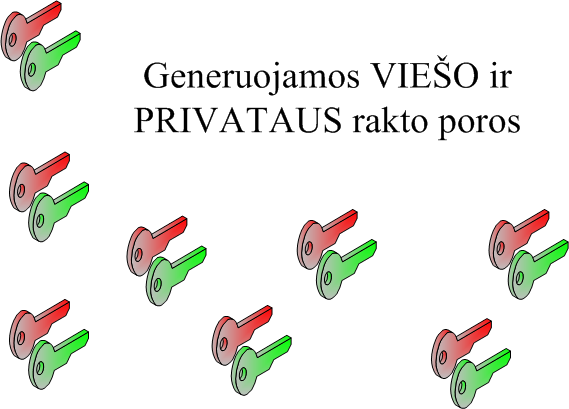 Generuojamos VIEŠO ir
PRIVATAUS rakto poros